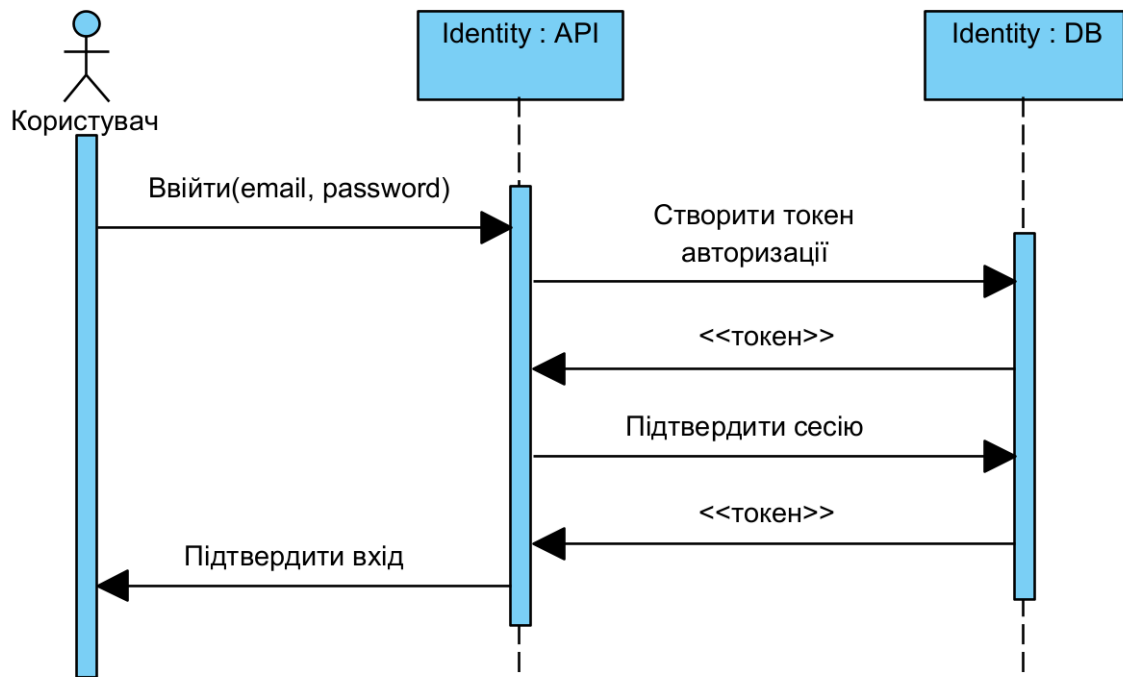 Identity : API
Identity : DB
Користувач
Ввійти(email, password)
Створити токен
авторизації
<<токен>>
Підтвердити сесію
<<токен>>
Підтвердити вхід